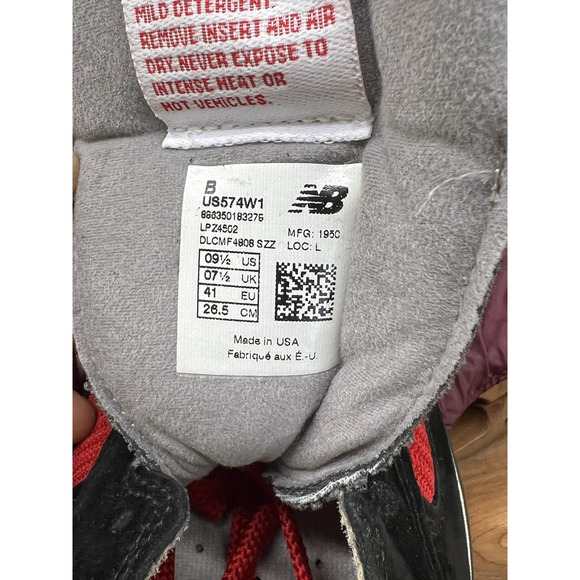 MILD DETERGENT.
REMOVE INSERT AND AIR
DRY. NEVER EXPOSE TO
INTENSE HEAT OR
HOT VEHICLES.
B
US574W1
886350183276
LPZ4502
DLCMF4808 SZZ
NB
MFG: 1950
LOC: L
09½ US
07½ UK
41 EU
26.5 CM
Made in USA
Fabriqué aux É.-U.